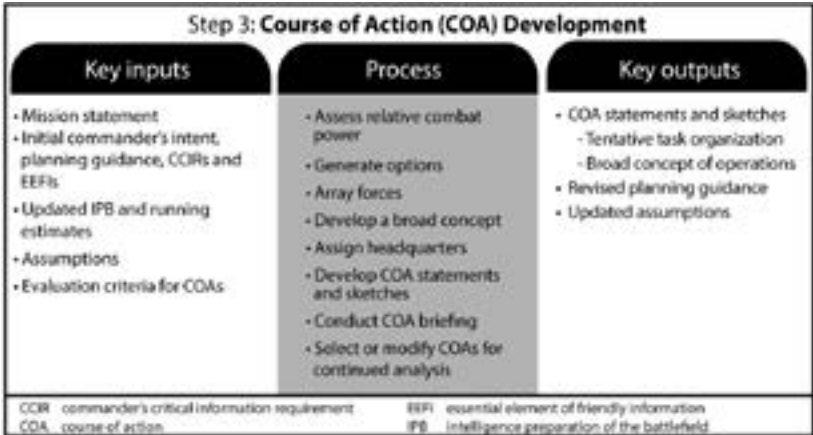 Step 3: Course of Action (COA) Development
Key inputs
• Mission statement
• Initial commander's intent,
planning guidance, CCIRs and
EEFIs
• Updated IPB and running
estimates
• Assumptions
• Evaluation criteria for COAs
Process
• Assess relative combat
power
• Generate options
• Array forces
• Develop a broad concept
• Assign headquarters
• Develop COA statements
and sketches
• Conduct COA briefing
• Select or modify COAs for
continued analysis
Key outputs
• COA statements and sketches
- Tentative task organization
- Broad concept of operations
• Revised planning guidance
• Updated assumptions
CCIR commander's critical information requirement
COA course of action
EEFI essential element of friendly information
IPB intelligence preparation of the battlefield